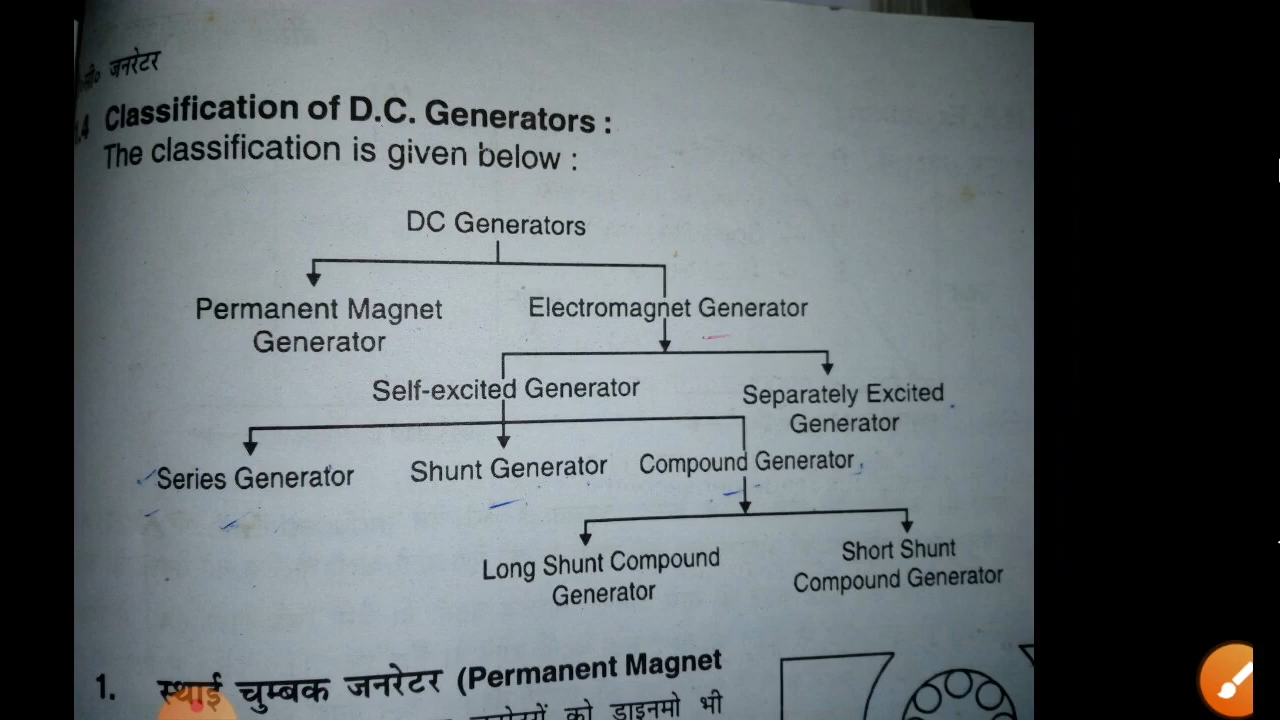 जनरेटर
Classification of D.C. Generators :
The classification is given below :
DC Generators
Permanent Magnet
Generator
Electromagnet Generator
Self-excited Generator
Separately Excited
Generator
Series Generator
Shunt Generator
Compound Generator
Long Shunt Compound
Generator
Short Shunt
Compound Generator
1. स्थाई चुम्बक जनरेटर (Permanent Magnet
को डाइनमो भी